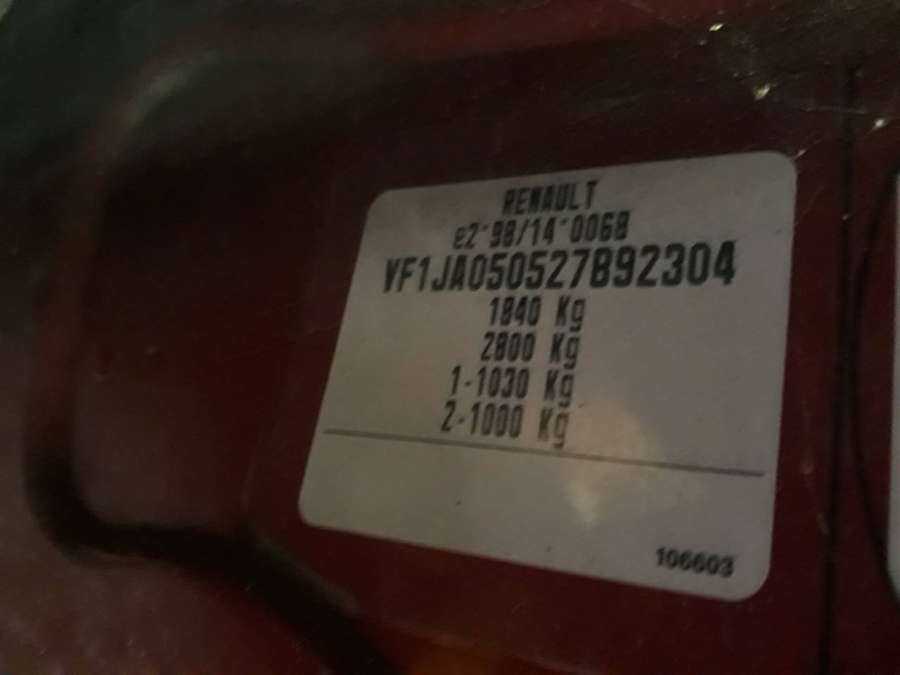 RENAULT
e2*98/14*0068
VF1JA050527892304
1840 Kg
2800 Kg
1-1030 Kg
2-1000 Kg
106603